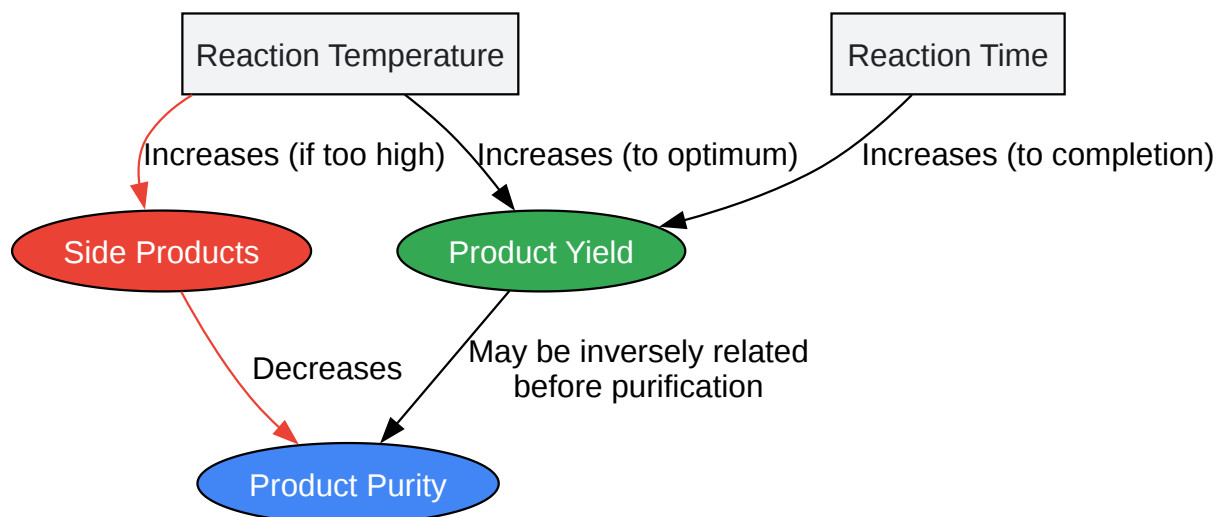 Reaction Temperature
Reaction Time
Increases (if too high)
Increases (to optimum)
Increases (to completion)
Side Products
Product Yield
Decreases
May be inversely related
before purification
Product Purity